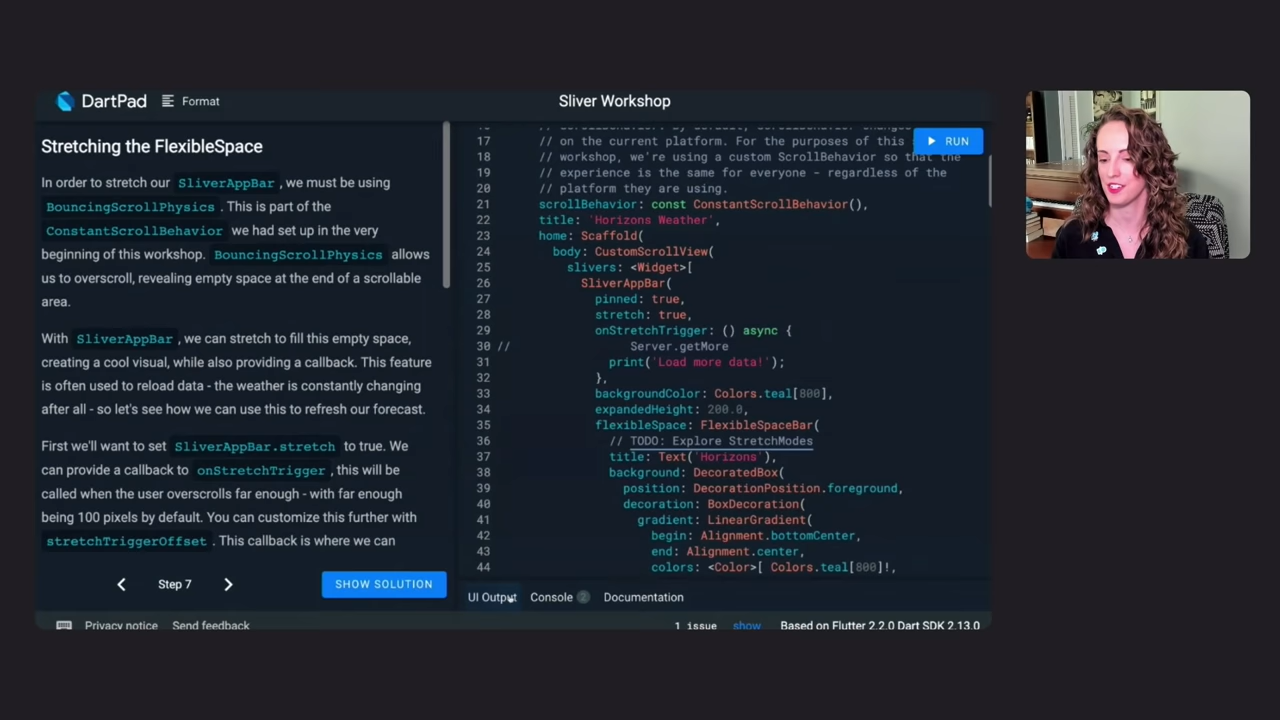 DartPad
Format
Sliver Workshop
Stretching the FlexibleSpace
In order to stretch our SliverAppBar , we must be using
BouncingScrollPhysics . This is part of the
ConstantScrollBehavior we had set up in the very
beginning of this workshop. BouncingScrollPhysics allows
us to overscroll, revealing empty space at the end of a scrollable
area.
With SliverAppBar , we can stretch to fill this empty space,
creating a cool visual, while also providing a callback. This feature
is often used to reload data - the weather is constantly changing
after all - so let's see how we can use this to refresh our forecast.
First we'll want to set SliverAppBar.stretch to true. We
can provide a callback to onStretchTrigger , this will be
called when the user overscrolls far enough - with far enough
being 100 pixels by default. You can customize this further with
stretchTriggerOffset . This callback is where we can
Step 7
SHOW SOLUTION
RUN
17 // on the current platform. For the purposes of this
18 // workshop, we're using a custom ScrollBehavior so that the
19 // experience is the same for everyone - regardless of the
20 // platform they are using.
21 scrollBehavior: const ConstantScrollBehavior(),
22 title: 'Horizons Weather',
23 home: Scaffold(
24 body: CustomScrollView(
25 slivers: <Widget>[
26 SliverAppBar(
27 pinned: true,
28 stretch: true,
29 onStretchTrigger: () async {
30 // Server.getMore
31 print('Load more data!');
32 },
33 backgroundColor: Colors.teal[800],
34 expandedHeight: 200.0,
35 flexibleSpace: FlexibleSpaceBar(
36 // TODO: Explore StretchModes
37 title: Text('Horizons'),
38 background: DecoratedBox(
39 position: DecorationPosition.foreground,
40 decoration: BoxDecoration(
41 gradient: LinearGradient(
42 begin: Alignment.bottomCenter,
43 end: Alignment.center,
44 colors: <Color>[ Colors.teal[800]!,
UI Output
Console 2
Documentation
Privacy notice
Send feedback
1 issue
show
Based on Flutter 2.2.0 Dart SDK 2.13.0